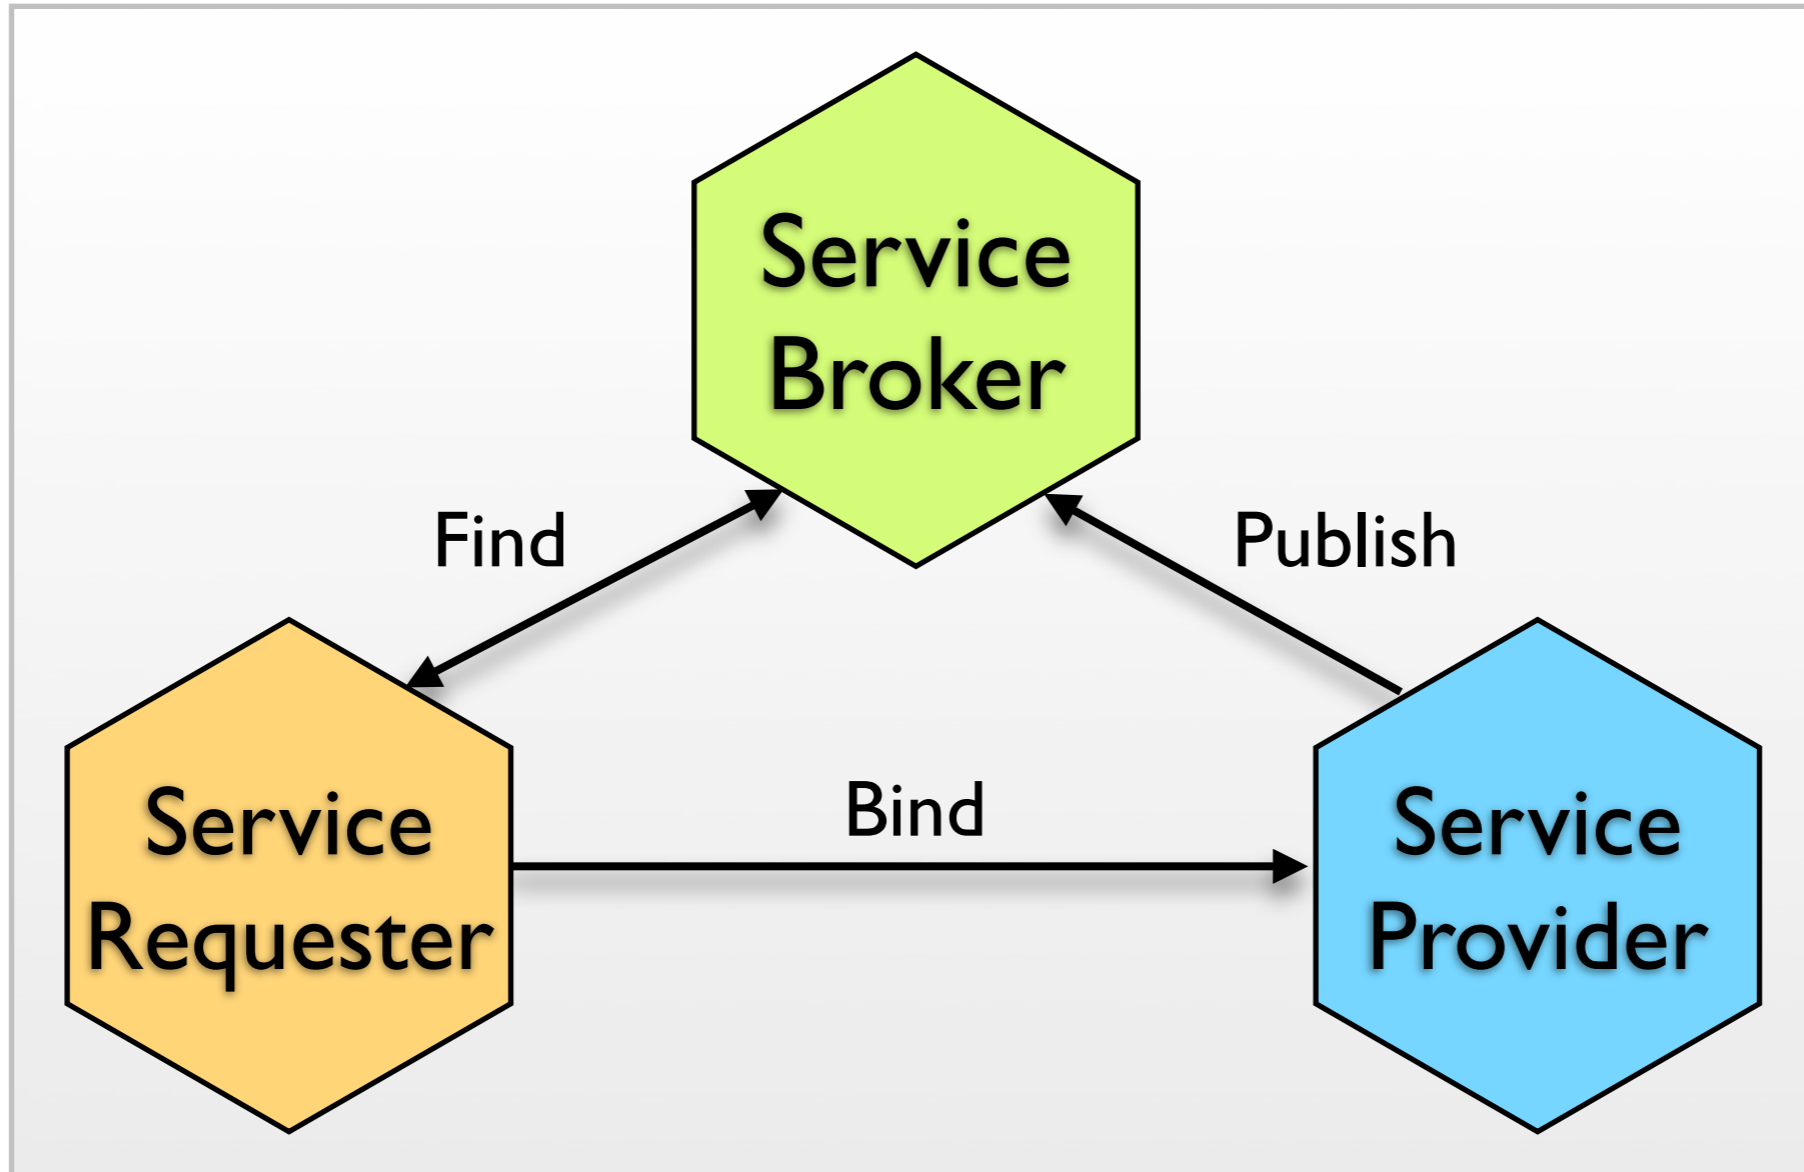 Service
Broker
Find
Publish
Service
Requester
Bind
Service
Provider